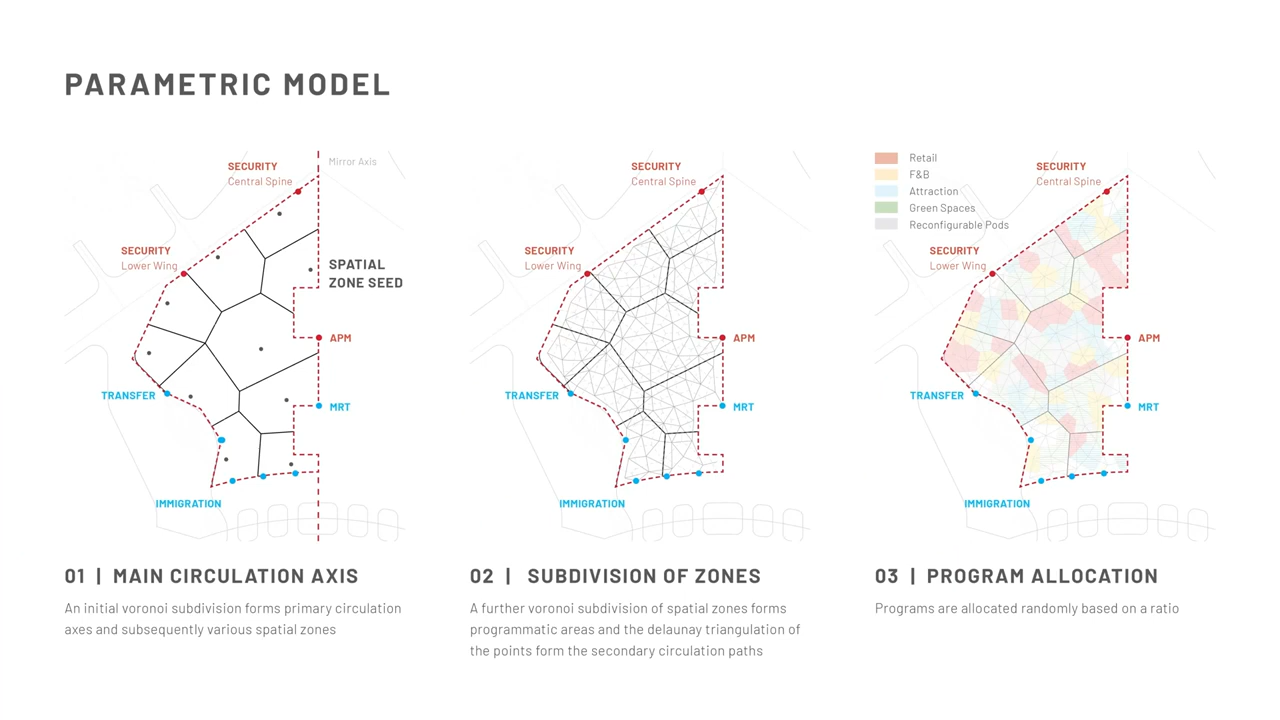 PARAMETRIC MODEL
SECURITY
Central Spine
Mirror Axis
SECURITY
Lower Wing
SPATIAL
ZONE SEED
APM
TRANSFER
MRT
IMMIGRATION
01 | MAIN CIRCULATION AXIS
An initial voronoi subdivision forms primary circulation
axes and subsequently various spatial zones
SECURITY
Central Spine
SECURITY
Lower Wing
APM
TRANSFER
MRT
IMMIGRATION
02 | SUBDIVISION OF ZONES
A further voronoi subdivision of spatial zones forms
programmatic areas and the delaunay triangulation of
the points form the secondary circulation paths
Retail
F&B
Attraction
Green Spaces
Reconfigurable Pods
SECURITY
Central Spine
SECURITY
Lower Wing
APM
TRANSFER
MRT
IMMIGRATION
03 | PROGRAM ALLOCATION
Programs are allocated randomly based on a ratio